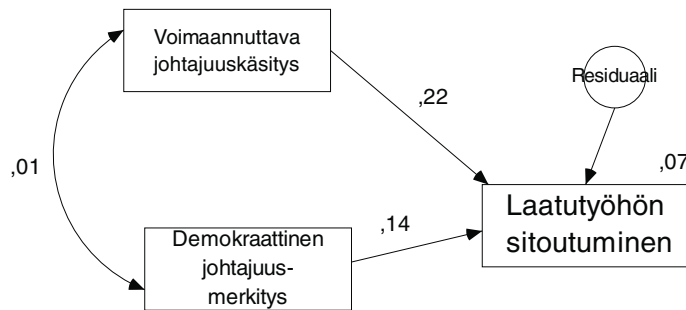 Voimaannuttava
johtajuuskäsitys
Residuaali
,22
,01
,07
Laatutyöhön
sitoutuminen
Demokraattinen
johtajuus-
merkitys
,14